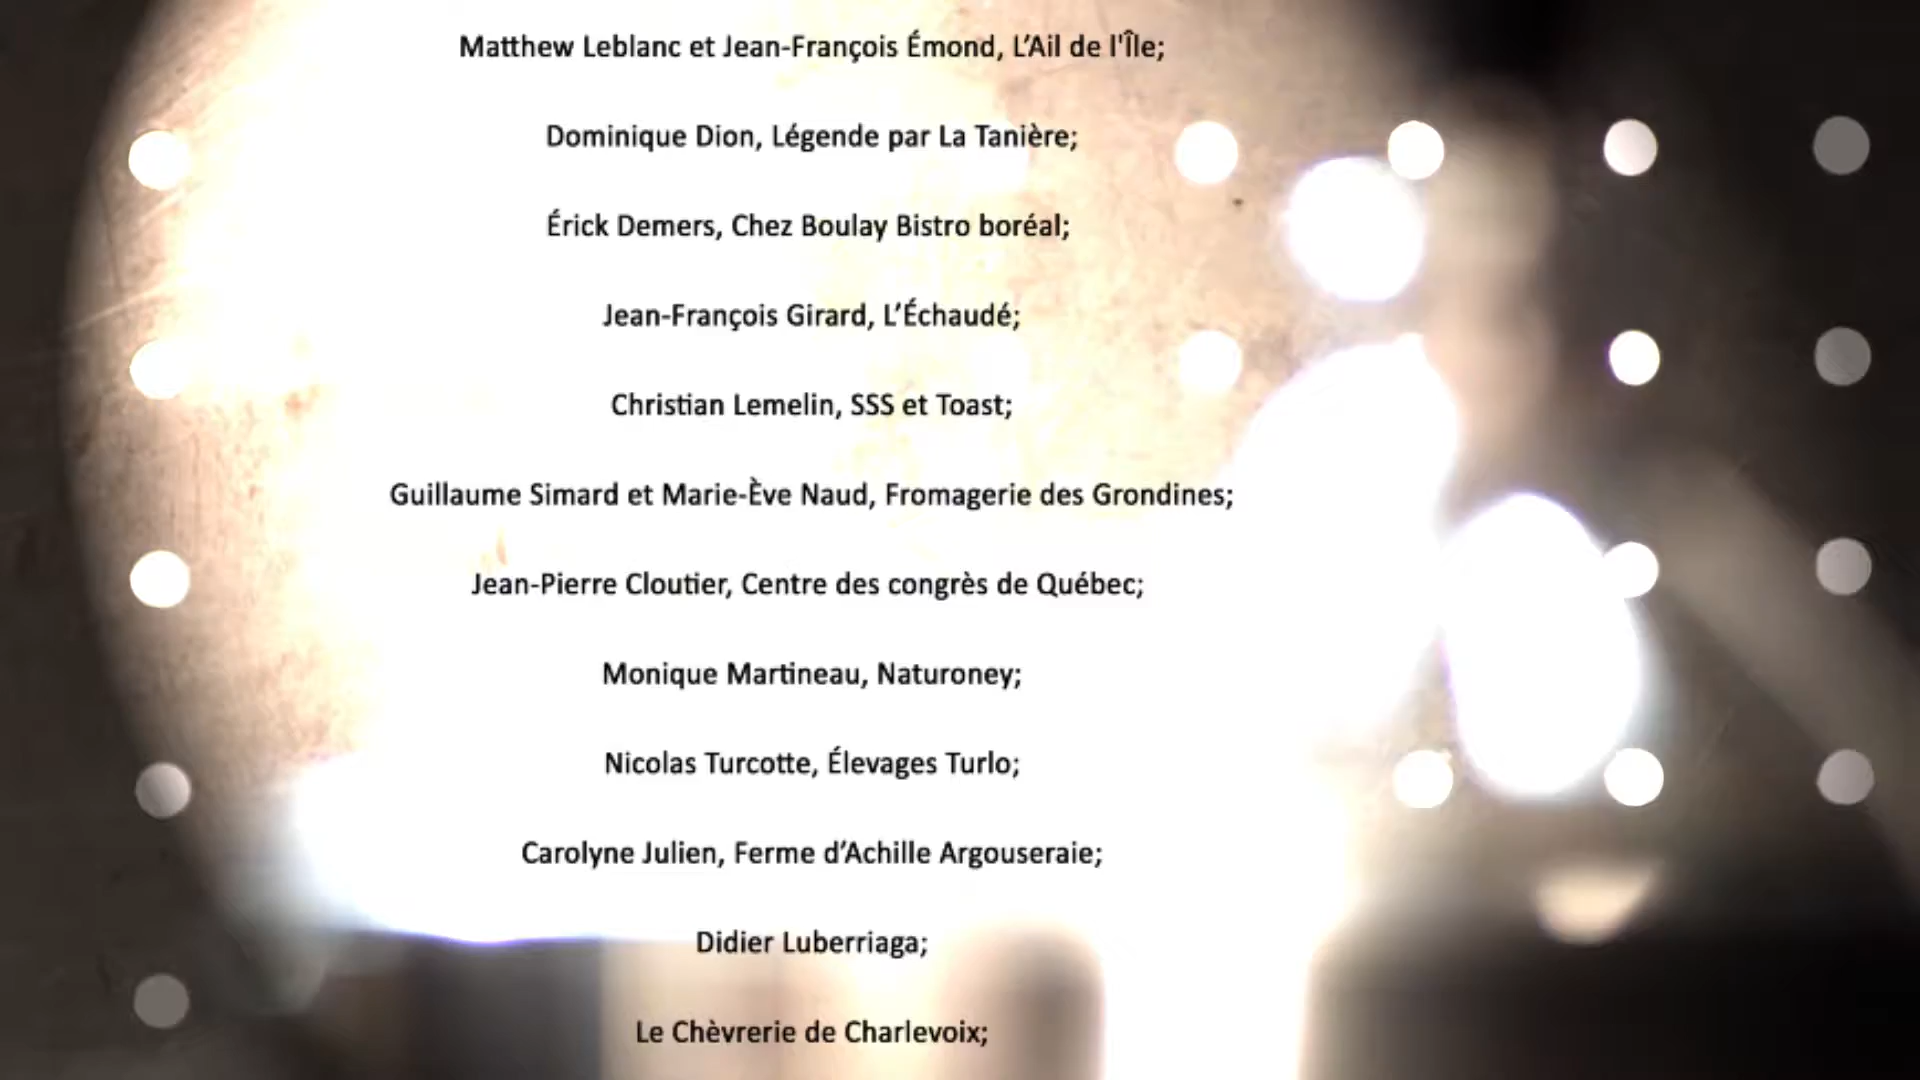 Matthew Leblanc et Jean-François Émond, L’Ail de l'Île;
Dominique Dion, Légende par La Tanière;
Érick Demers, Chez Boulay Bistro boréal;
Jean-François Girard, L’Échaudé;
Christian Lemelin, SSS et Toast;
Guillaume Simard et Marie-Ève Naud, Fromagerie des Grondines;
Jean-Pierre Cloutier, Centre des congrès de Québec;
Monique Martineau, Naturoney;
Nicolas Turcotte, Élevages Turlo;
Carolyne Julien, Ferme d’Achille Argouseraie;
Didier Luberriaga;
Le Chèvrerie de Charlevoix;